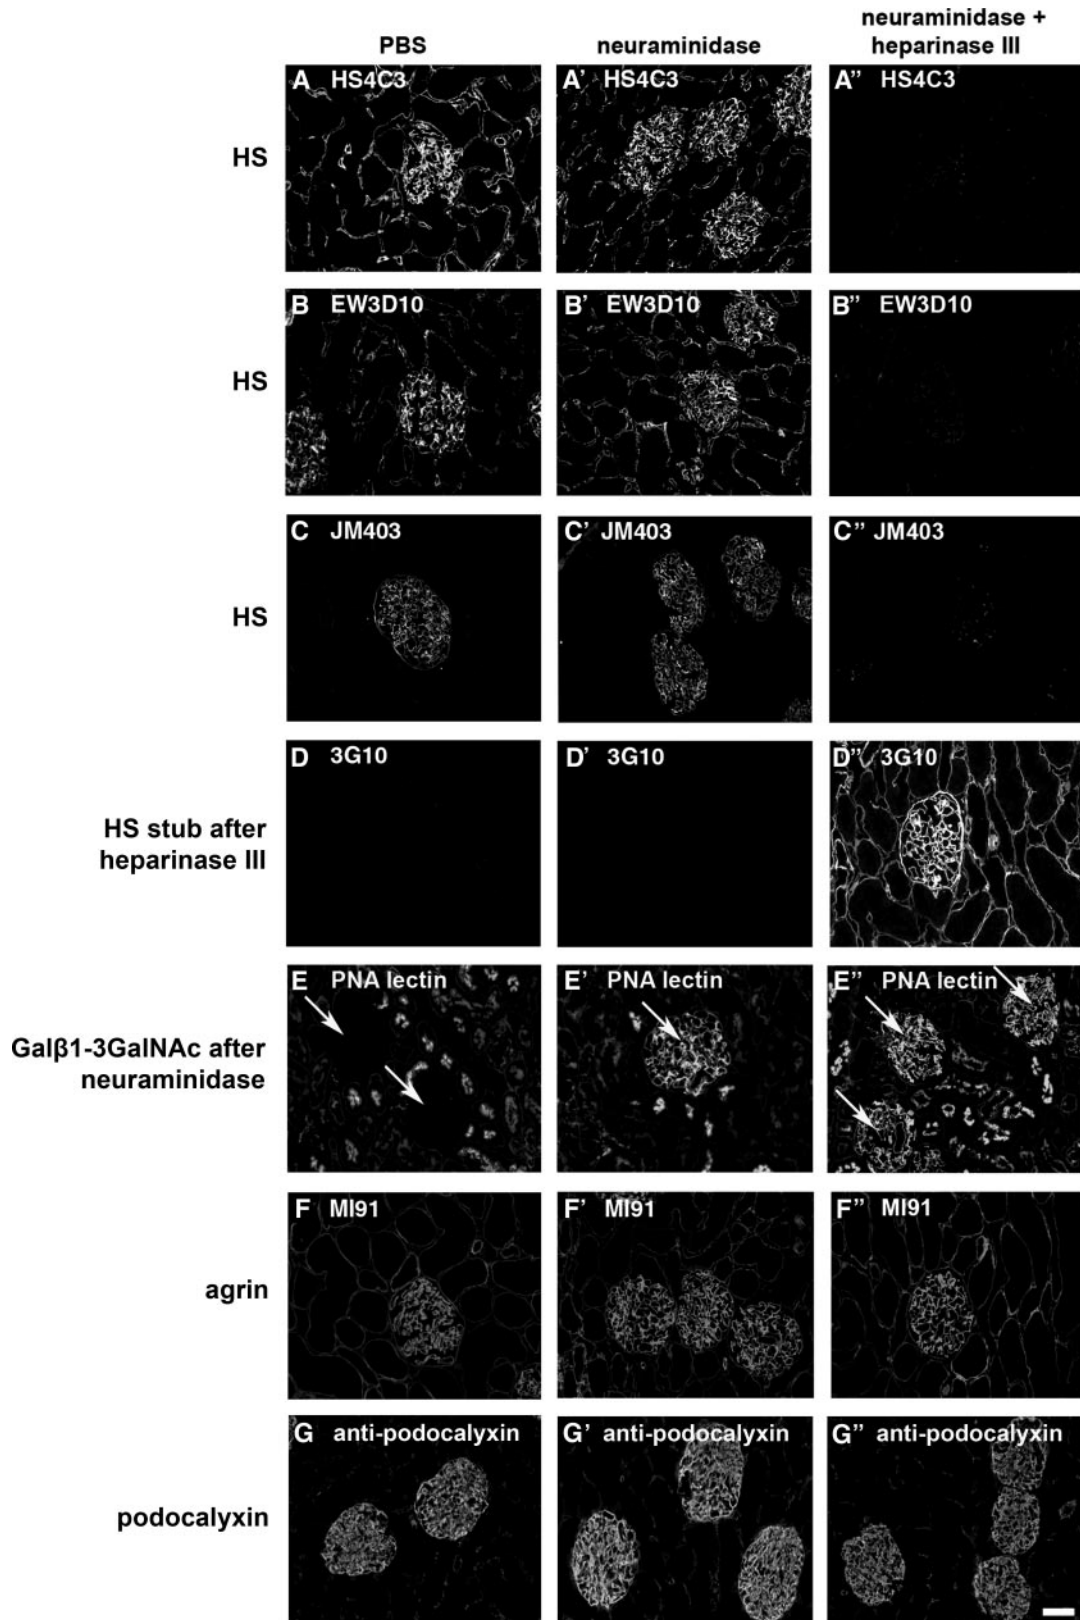 PBS
neuraminidase
neuraminidase +
heparinase III
HS
A HS4C3
A’ HS4C3
A” HS4C3
HS
B EW3D10
B’ EW3D10
B” EW3D10
HS
C JM403
C’ JM403
C” JM403
HS stub after
heparinase III
D 3G10
D’ 3G10
D” 3G10
Galβ1-3GalNAc after
neuraminidase
E PNA lectin
E’ PNA lectin
E” PNA lectin
agrin
F MI91
F’ MI91
F” MI91
podocalyxin
G anti-podocalyxin
G’ anti-podocalyxin
G” anti-podocalyxin